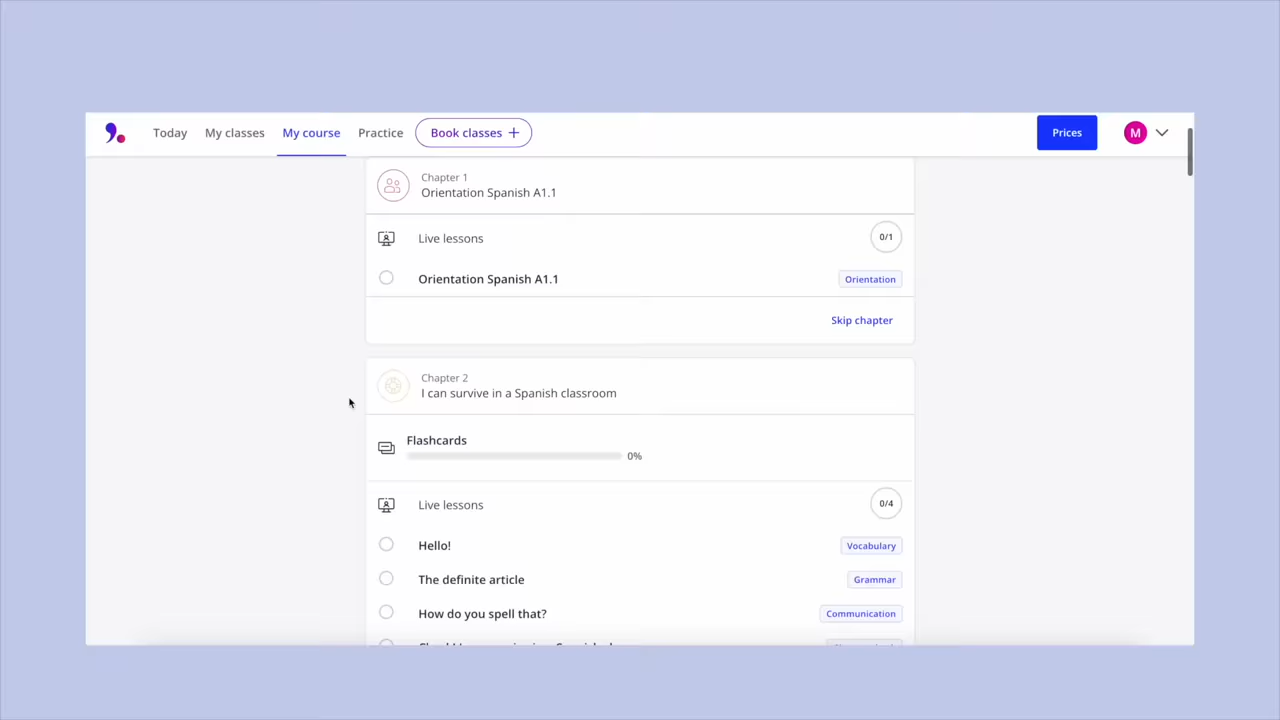 Today My classes My course Practice Book classes + Prices M
Chapter 1
Orientation Spanish A1.1
Live lessons 0/1
Orientation Spanish A1.1 Orientation
Skip chapter
Chapter 2
I can survive in a Spanish classroom
Flashcards
0%
Live lessons 0/4
Hello! Vocabulary
The definite article Grammar
How do you spell that? Communication